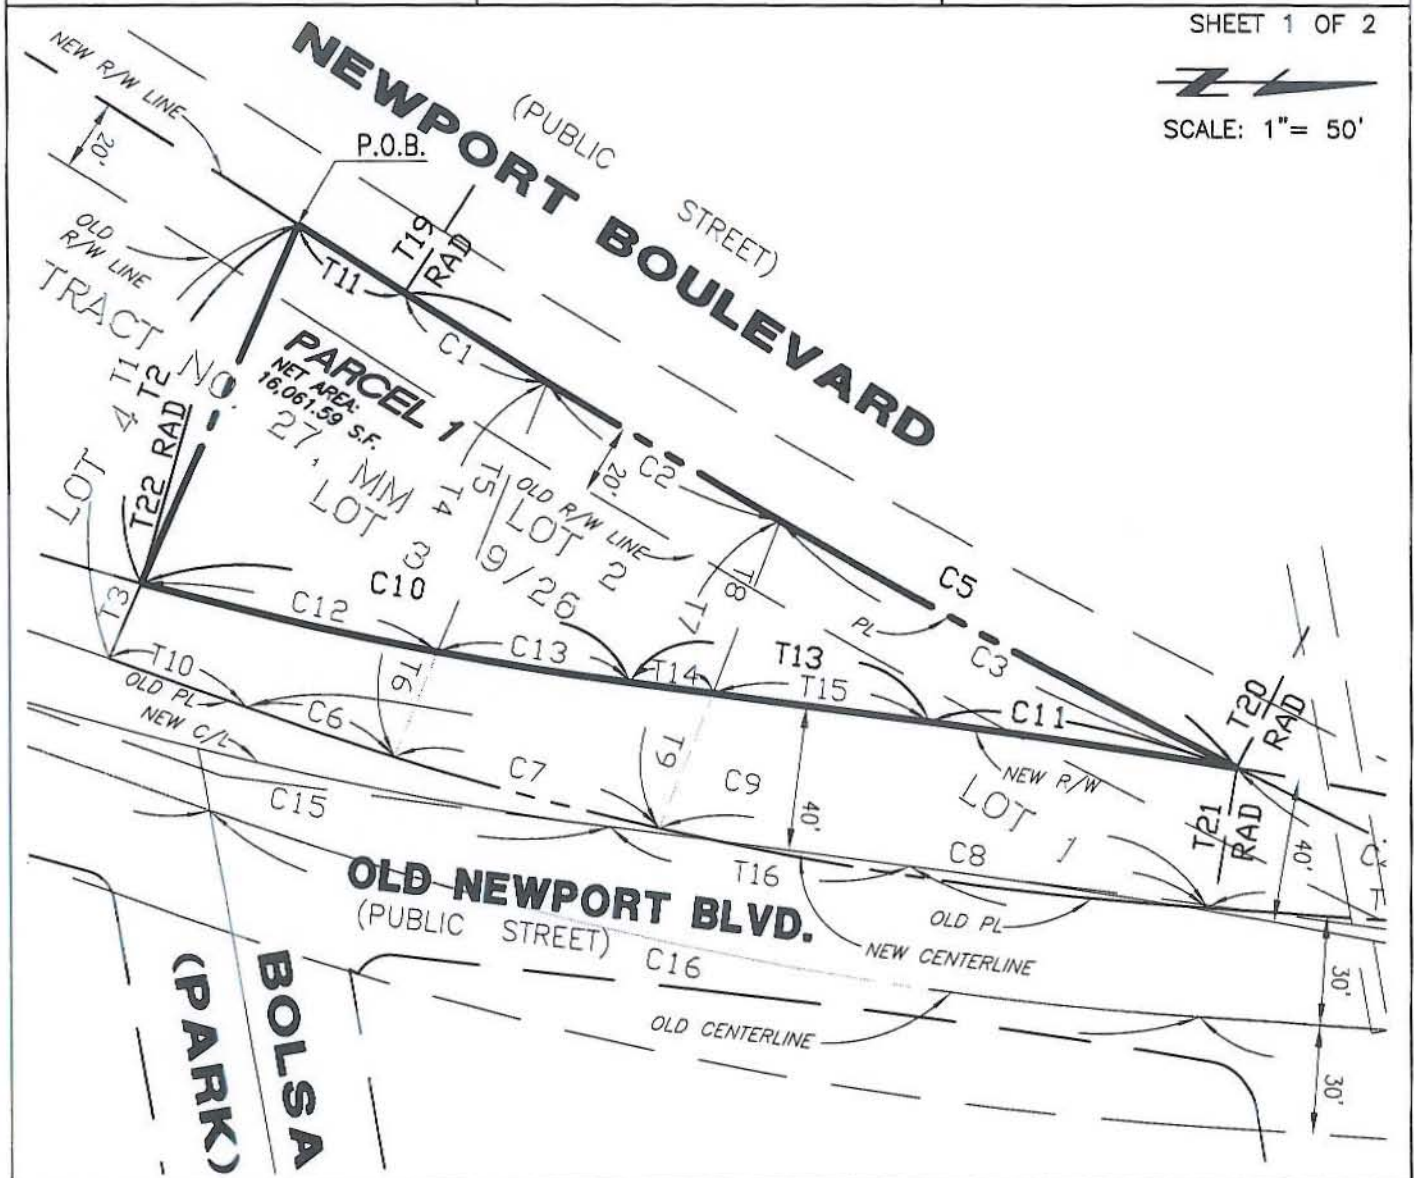 SHEET 1 OF 2
SCALE: 1"= 50'
NEW R/W LINE
NEWPORT BOULEVARD
(PUBLIC
STREET)
20'
P.O.B.
T19
RAD
OLD
R/W LINE
T11
TRACT NO.
C1
PARCEL 1
NET AREA:
16,061.59 S.F.
T1
T2
LOT 4
T22 RAD
27, MM
LOT 3
T4
T5
C2
20'
OLD R/W LINE
LOT 2
9/26
T7
T8
C5
PL
C3
T3
C12
C10
C13
T14
T13
T15
C11
T20
RAD
T10
OLD PL
NEW C/L
C6
T6
C7
T9
C9
40'
NEW R/W
LOT 1
T21
RAD
40'
C15
T16
C8
OLD NEWPORT BLVD.
(PUBLIC STREET)
OLD PL
NEW CENTERLINE
C16
OLD CENTERLINE
30'
30'
BOLSA
(PARK)